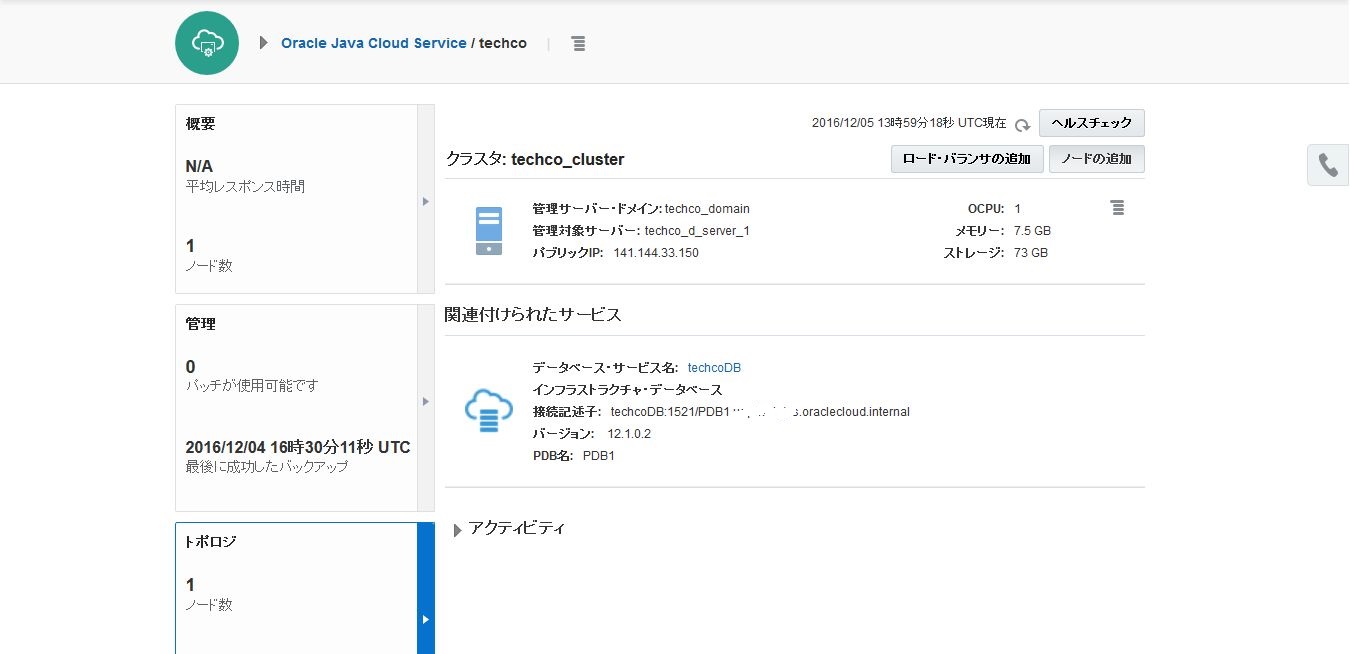 Oracle Java Cloud Service / techco
概要
N/A
平均レスポンス時間
1
ノード数
管理
0
パッチが使用可能です
2016/12/04 16時30分11秒 UTC
最後に成功したバックアップ
トポロジ
1
ノード数
2016/12/05 13時59分18秒 UTC現在
ヘルスチェック
クラスタ: techco_cluster
ロード・バランサの追加
ノードの追加
管理サーバー・ドメイン: techco_domain
管理対象サーバー: techco_d_server_1
パブリックIP: 141.144.33.150
OCPU: 1
メモリー: 7.5 GB
ストレージ: 73 GB
関連付けられたサービス
データベース・サービス名: techcoDB
インフラストラクチャ・データベース
接続記述子: techcoDB:1521/PDB1 s.oraclecloud.internal
バージョン: 12.1.0.2
PDB名: PDB1
アクティビティ